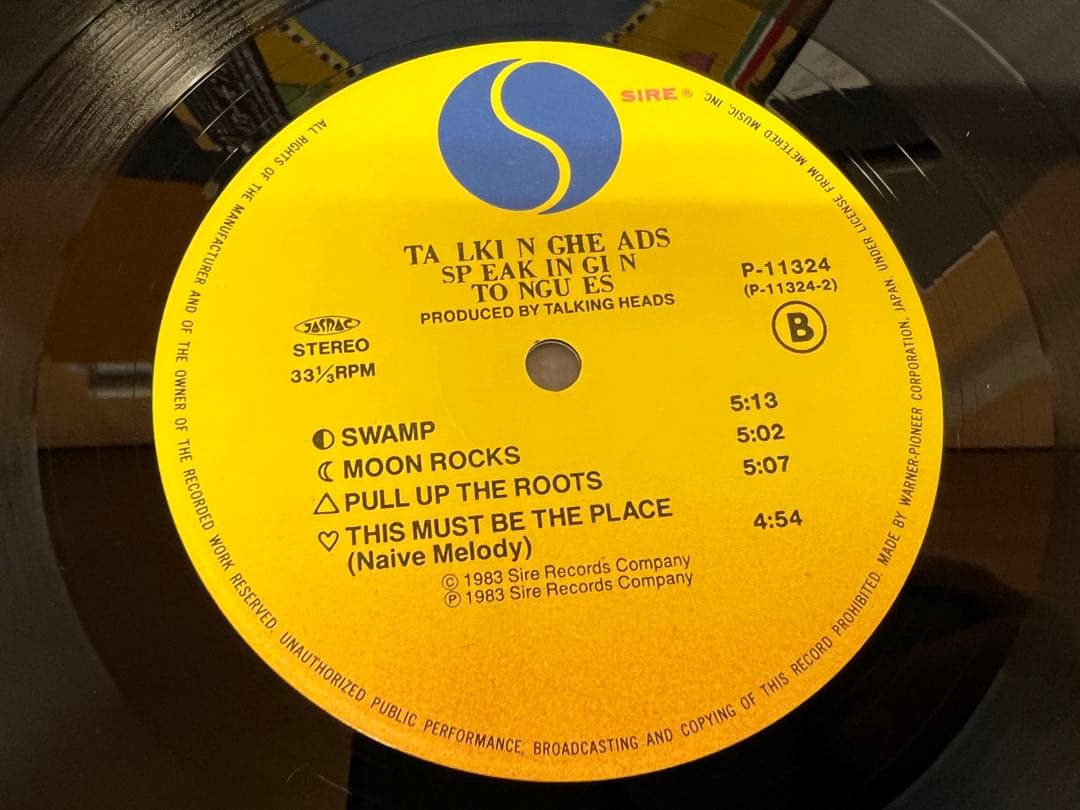 SIRE®
TA LKI N GHE ADS
SP EAK IN GI N
TO NGU ES
PRODUCED BY TALKING HEADS
P-11324
(P-11324-2)
B
JASRAC
STEREO
33⅓RPM
SWAMP 5:13
MOON ROCKS 5:02
PULL UP THE ROOTS 5:07
THIS MUST BE THE PLACE 4:54
(Naive Melody)
© 1983 Sire Records Company
℗ 1983 Sire Records Company
ALL RIGHTS OF THE MANUFACTURER AND OF THE OWNER OF THE RECORDED WORK RESERVED. UNAUTHORIZED PUBLIC PERFORMANCE, BROADCASTING AND COPYING OF THIS RECORD PROHIBITED. MADE BY WARNER-PIONEER CORPORATION, JAPAN. UNDER LICENSE FROM METERED MUSIC, INC.